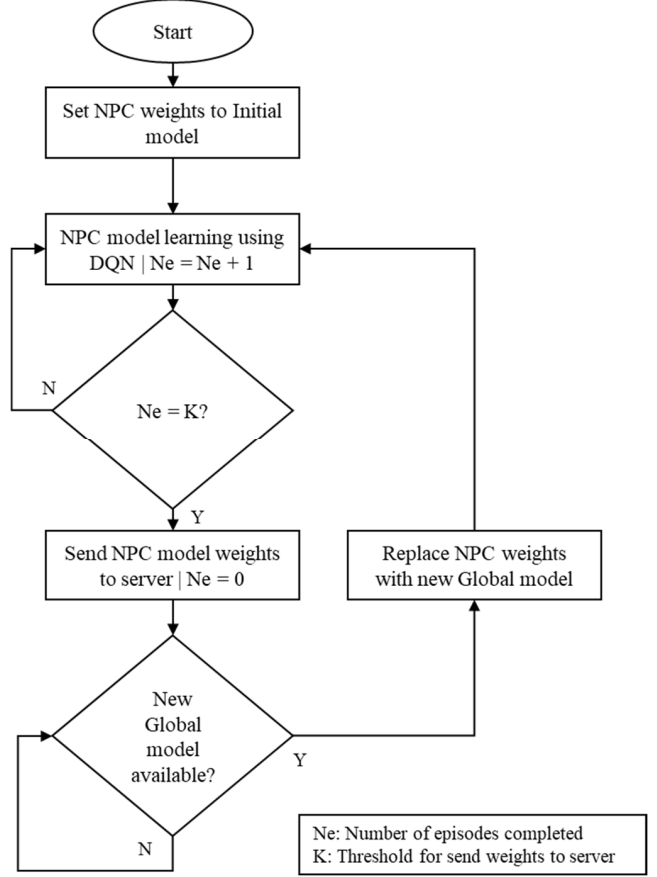 Start
Set NPC weights to Initial
model
NPC model learning using
DQN | Ne = Ne + 1
N
Ne = K?
Y
Send NPC model weights
to server | Ne = 0
Replace NPC weights
with new Global model
New
Global
model
available?
Y
N
Ne: Number of episodes completed
K: Threshold for send weights to server